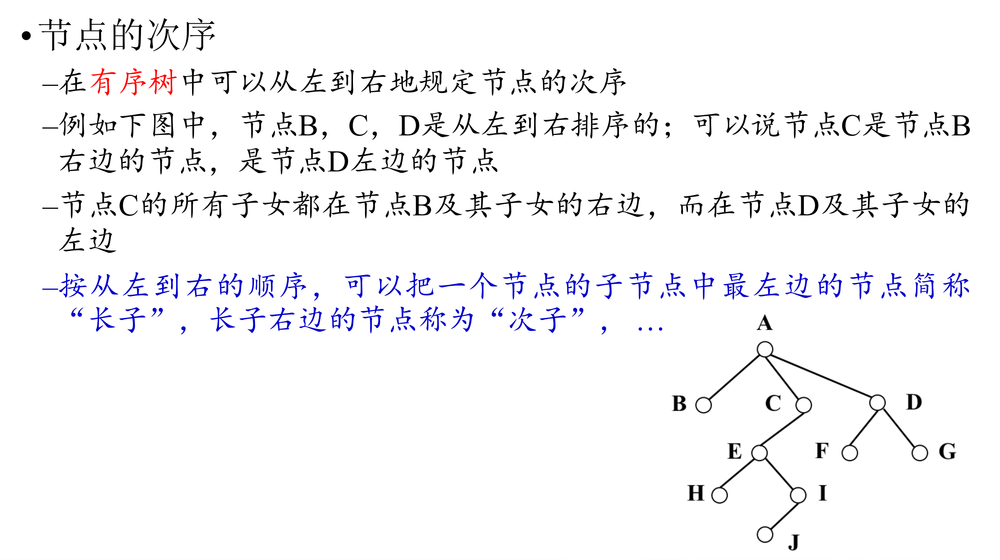 •节点的次序
–在有序树中可以从左到右地规定节点的次序
–例如下图中，节点B，C，D是从左到右排序的；可以说节点C是节点B
右边的节点，是节点D左边的节点
–节点C的所有子女都在节点B及其子女的右边，而在节点D及其子女的
左边
–按从左到右的顺序，可以把一个节点的子节点中最左边的节点简称
“长子”，长子右边的节点称为“次子”，…
A
B C D
E F G
H I
J